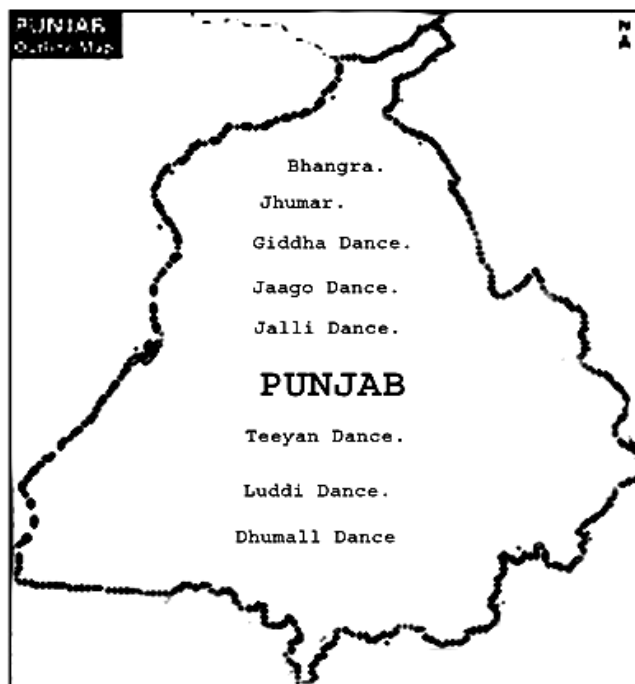 PUNJAB
Outline Map
N
A
Bhangra.
Jhumar.
Giddha Dance.
Jaago Dance.
Jalli Dance.
PUNJAB
Teeyan Dance.
Luddi Dance.
Dhumall Dance